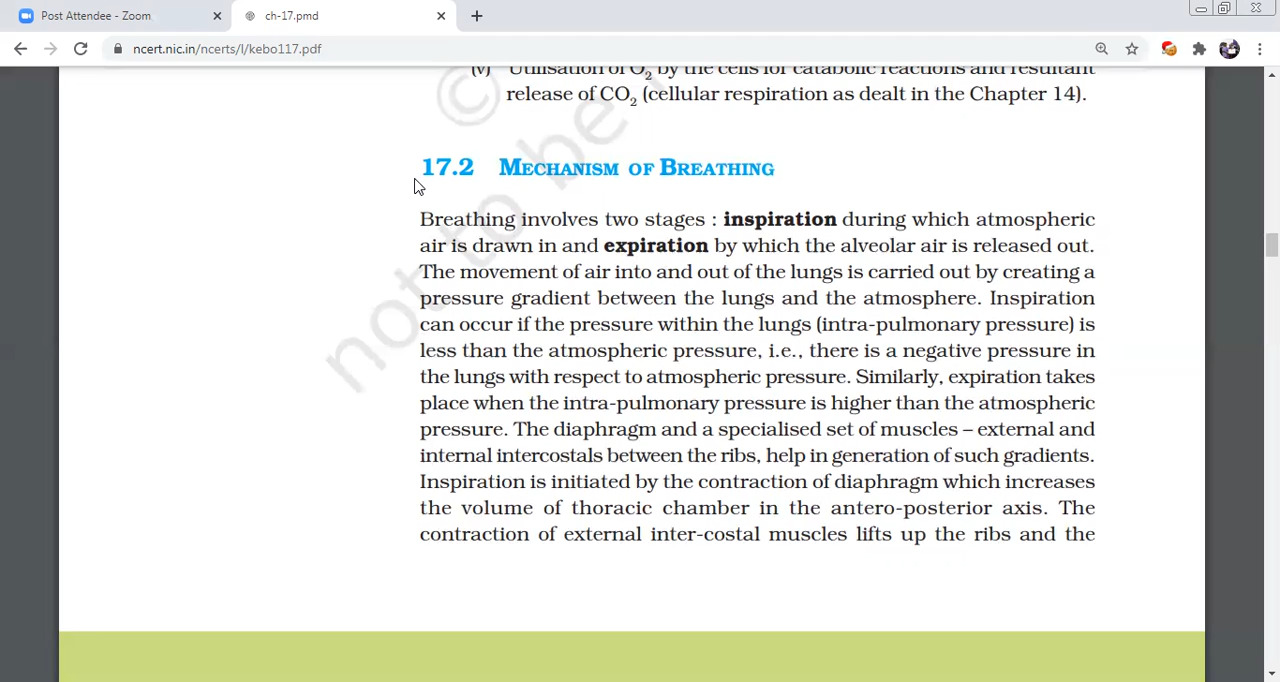 Post Attendee - Zoom
ch-17.pmd
ncert.nic.in/ncerts/l/kebo117.pdf
(v) Utilisation of O2 by the cells for catabolic reactions and resultant
release of CO2 (cellular respiration as dealt in the Chapter 14).
17.2 MECHANISM OF BREATHING
Breathing involves two stages : inspiration during which atmospheric
air is drawn in and expiration by which the alveolar air is released out.
The movement of air into and out of the lungs is carried out by creating a
pressure gradient between the lungs and the atmosphere. Inspiration
can occur if the pressure within the lungs (intra-pulmonary pressure) is
less than the atmospheric pressure, i.e., there is a negative pressure in
the lungs with respect to atmospheric pressure. Similarly, expiration takes
place when the intra-pulmonary pressure is higher than the atmospheric
pressure. The diaphragm and a specialised set of muscles – external and
internal intercostals between the ribs, help in generation of such gradients.
Inspiration is initiated by the contraction of diaphragm which increases
the volume of thoracic chamber in the antero-posterior axis. The
contraction of external inter-costal muscles lifts up the ribs and the
© not to be